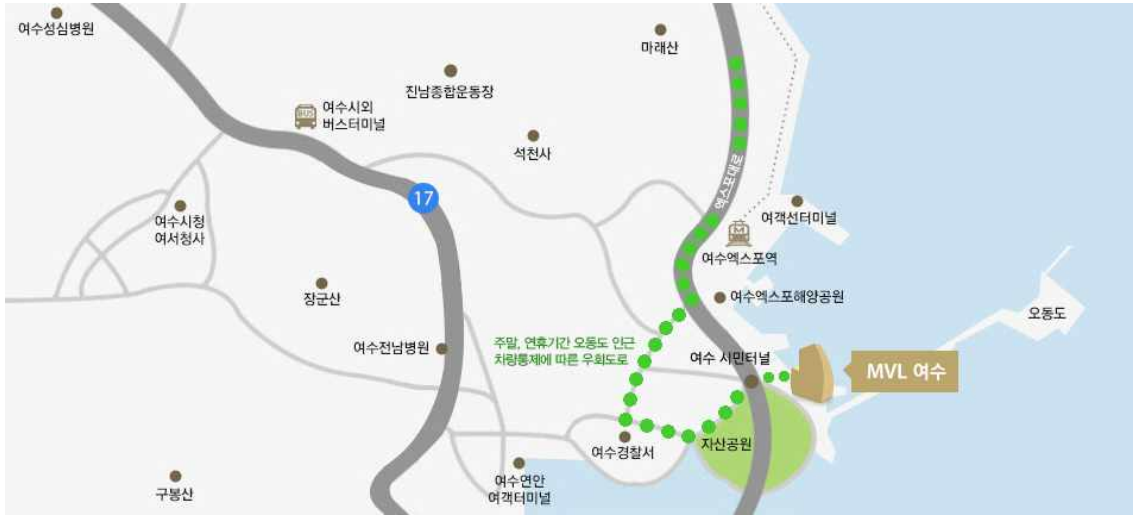 여수성심병원
마래산
진남종합운동장
BUS
여수시외
버스터미널
석천사
엑스포대로
17
여수시청
여서청사
여객선터미널
M
여수엑스포역
장군산
여수엑스포해양공원
오동도
주말, 연휴기간 오동도 인근
차량통제에 따른 우회도로
여수전남병원
여수 시민터널
MVL 여수
자산공원
여수경찰서
여수연안
여객터미널
구봉산